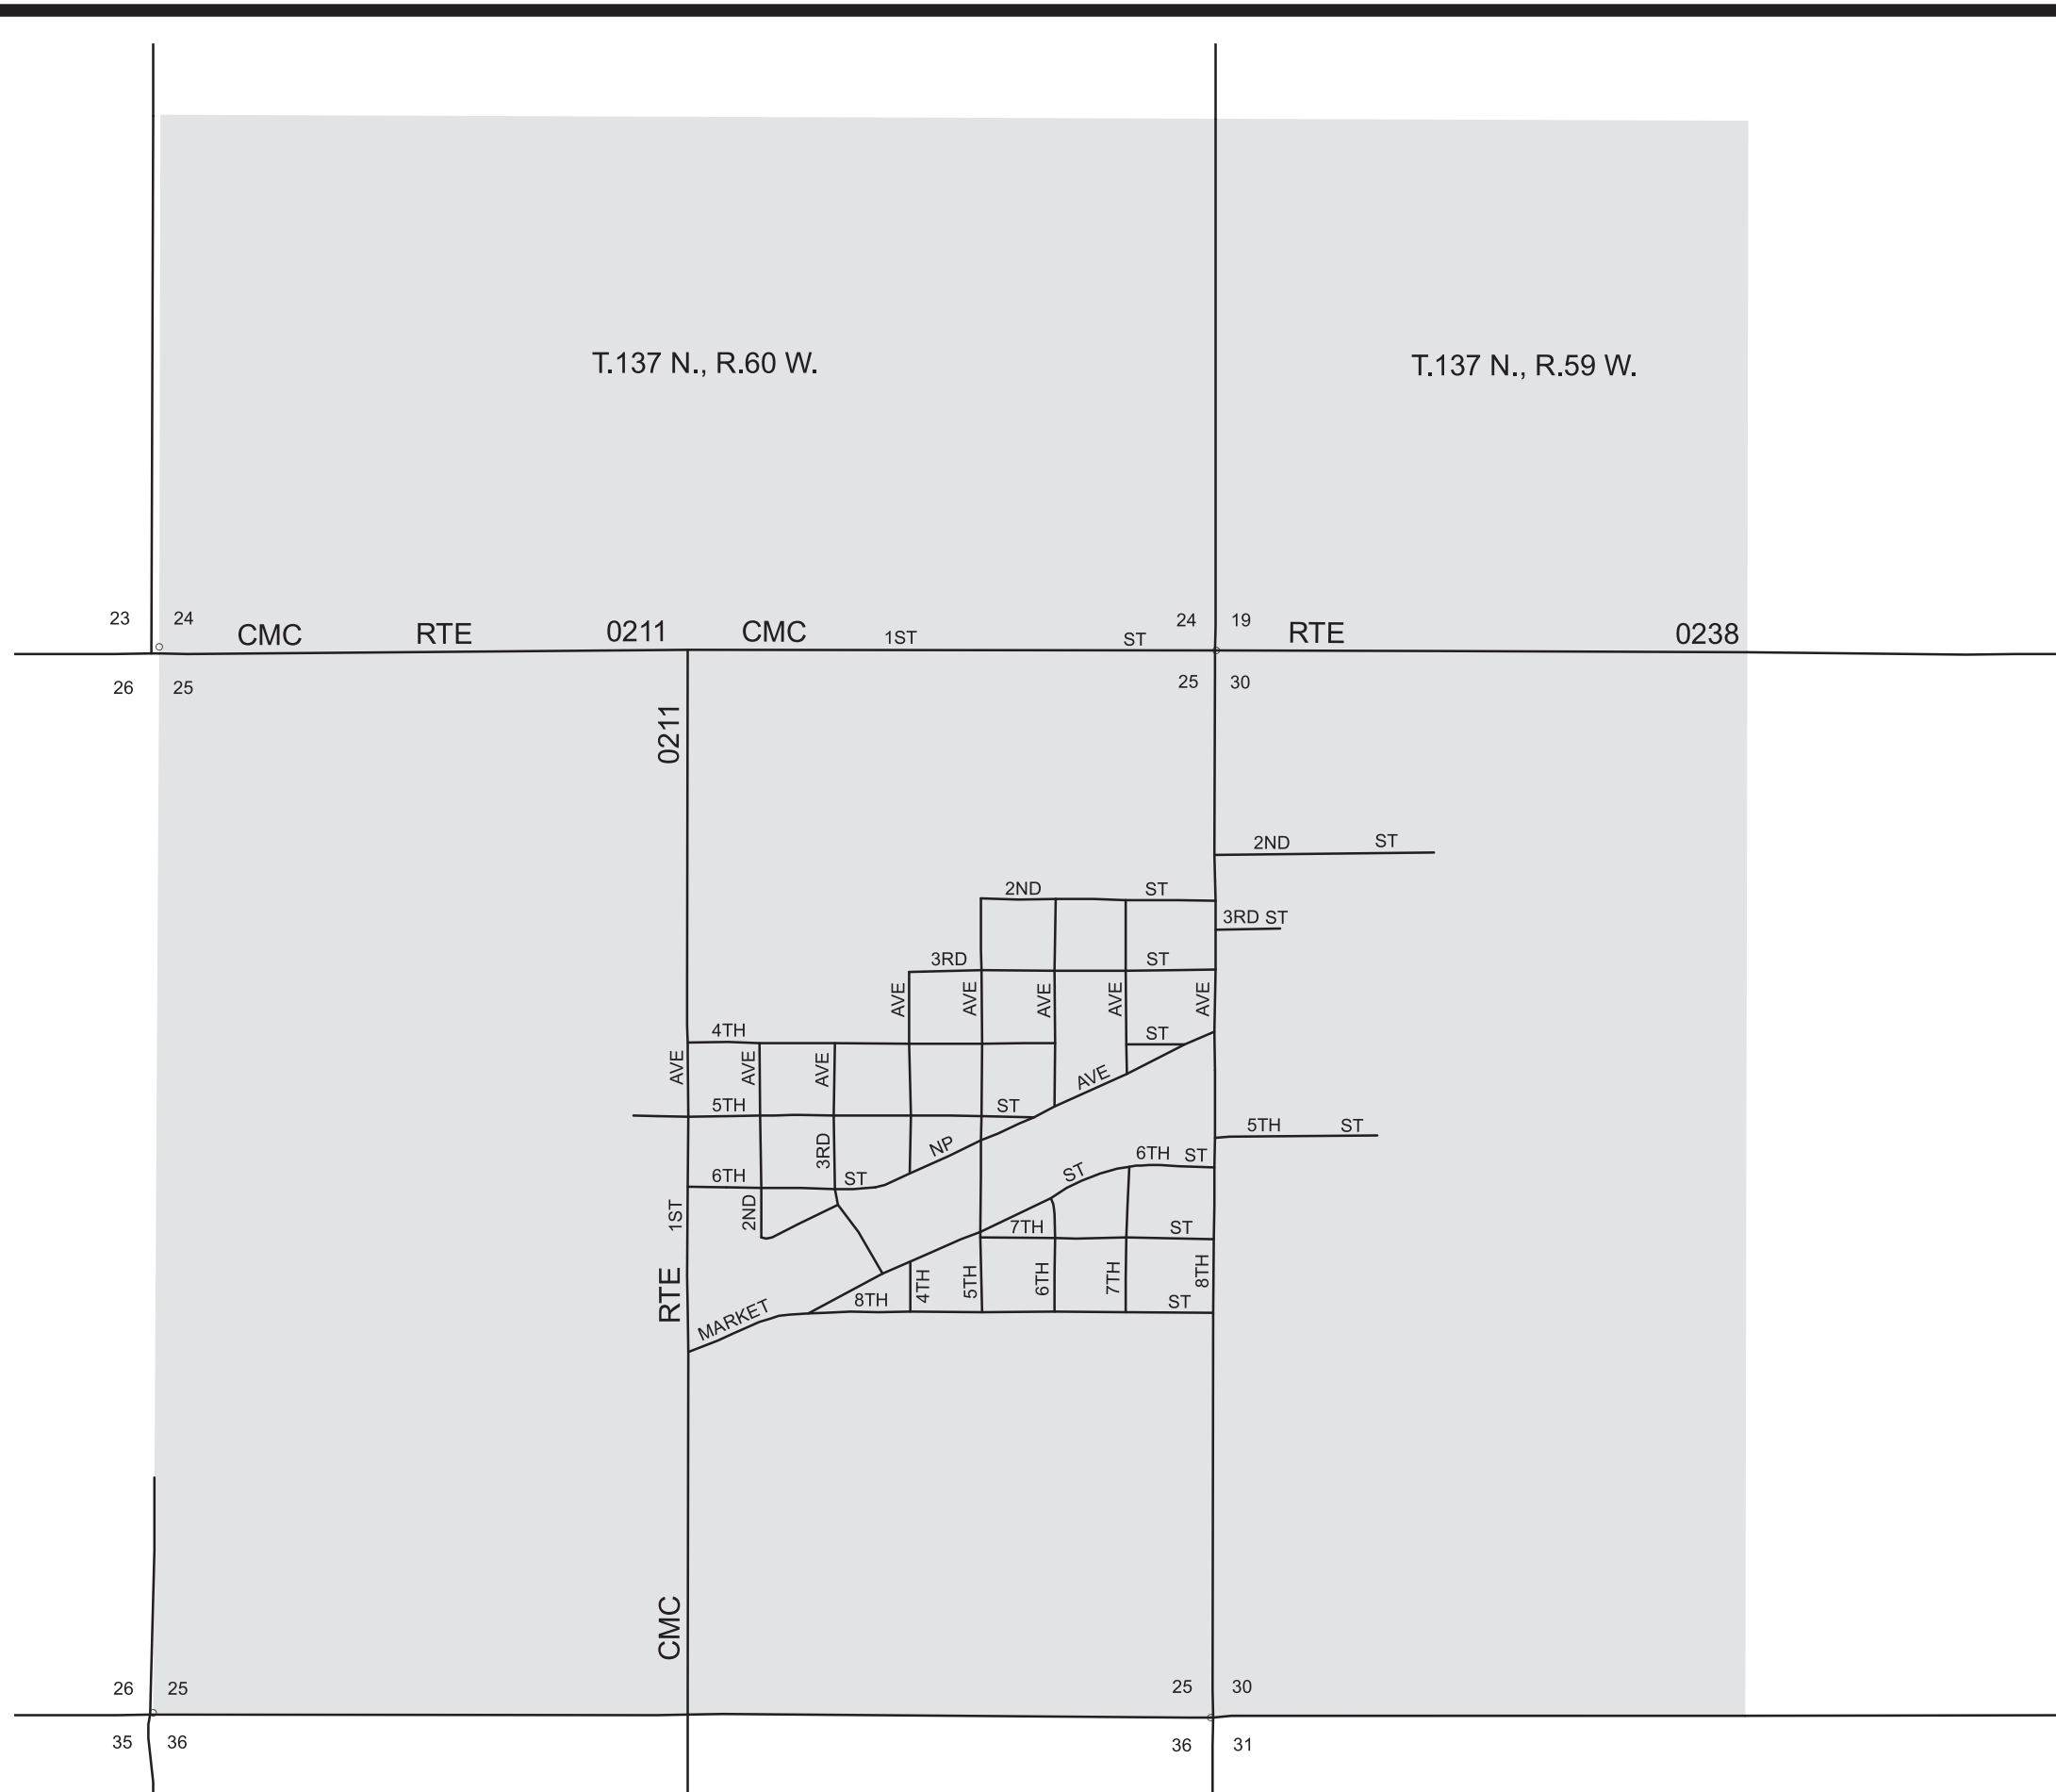 T.137 N., R.60 W.
T.137 N., R.59 W.
23
24
24
19
CMC RTE 0211
CMC RTE 0238
1ST ST
26
25
25
30
0211
2ND ST
2ND ST
3RD ST
3RD ST
AVE
AVE
AVE
AVE
AVE
4TH ST
AVE
AVE
AVE
NP AVE
5TH ST
5TH ST
3RD
6TH ST
6TH ST
1ST
2ND
7TH ST
RTE
4TH
5TH
6TH
7TH
8TH
8TH ST
MARKET ST
CMC
26
25
25
30
35
36
36
31